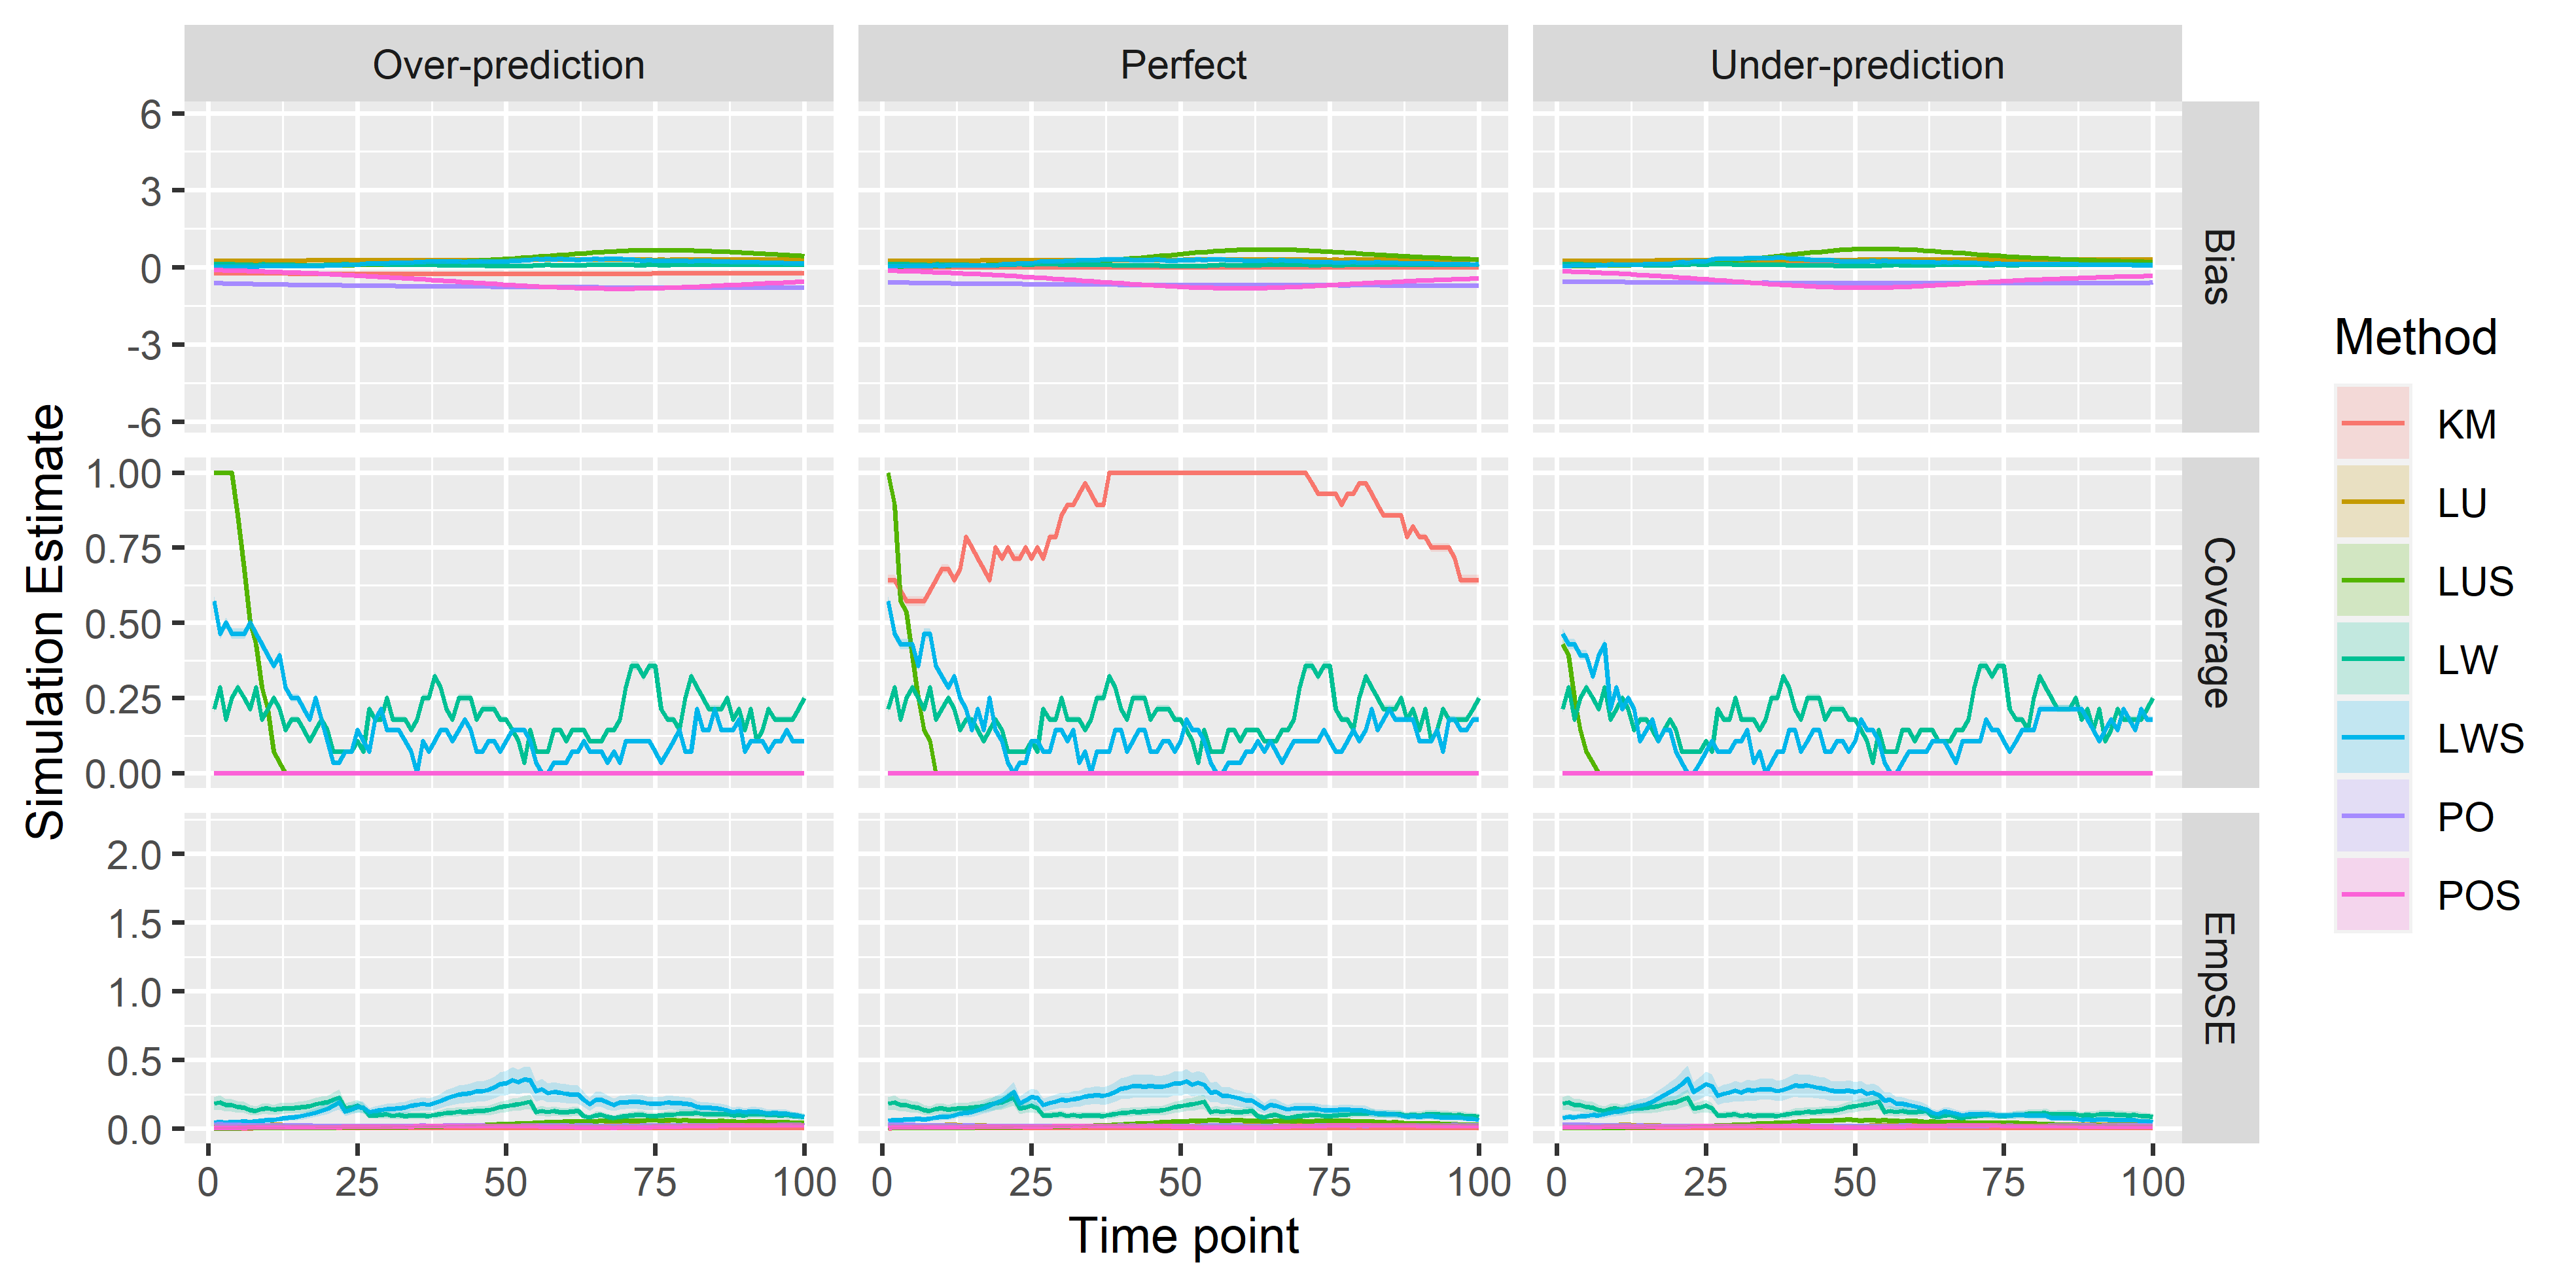 Over-prediction
Perfect
Under-prediction
6
3
0
-3
-6
Bias
1.00
0.75
0.50
0.25
0.00
Coverage
2.0
1.5
1.0
0.5
0.0
EmpSE
0 25 50 75 100
0 25 50 75 100
0 25 50 75 100
Time point
Simulation Estimate
Method
KM
LU
LUS
LW
LWS
PO
POS